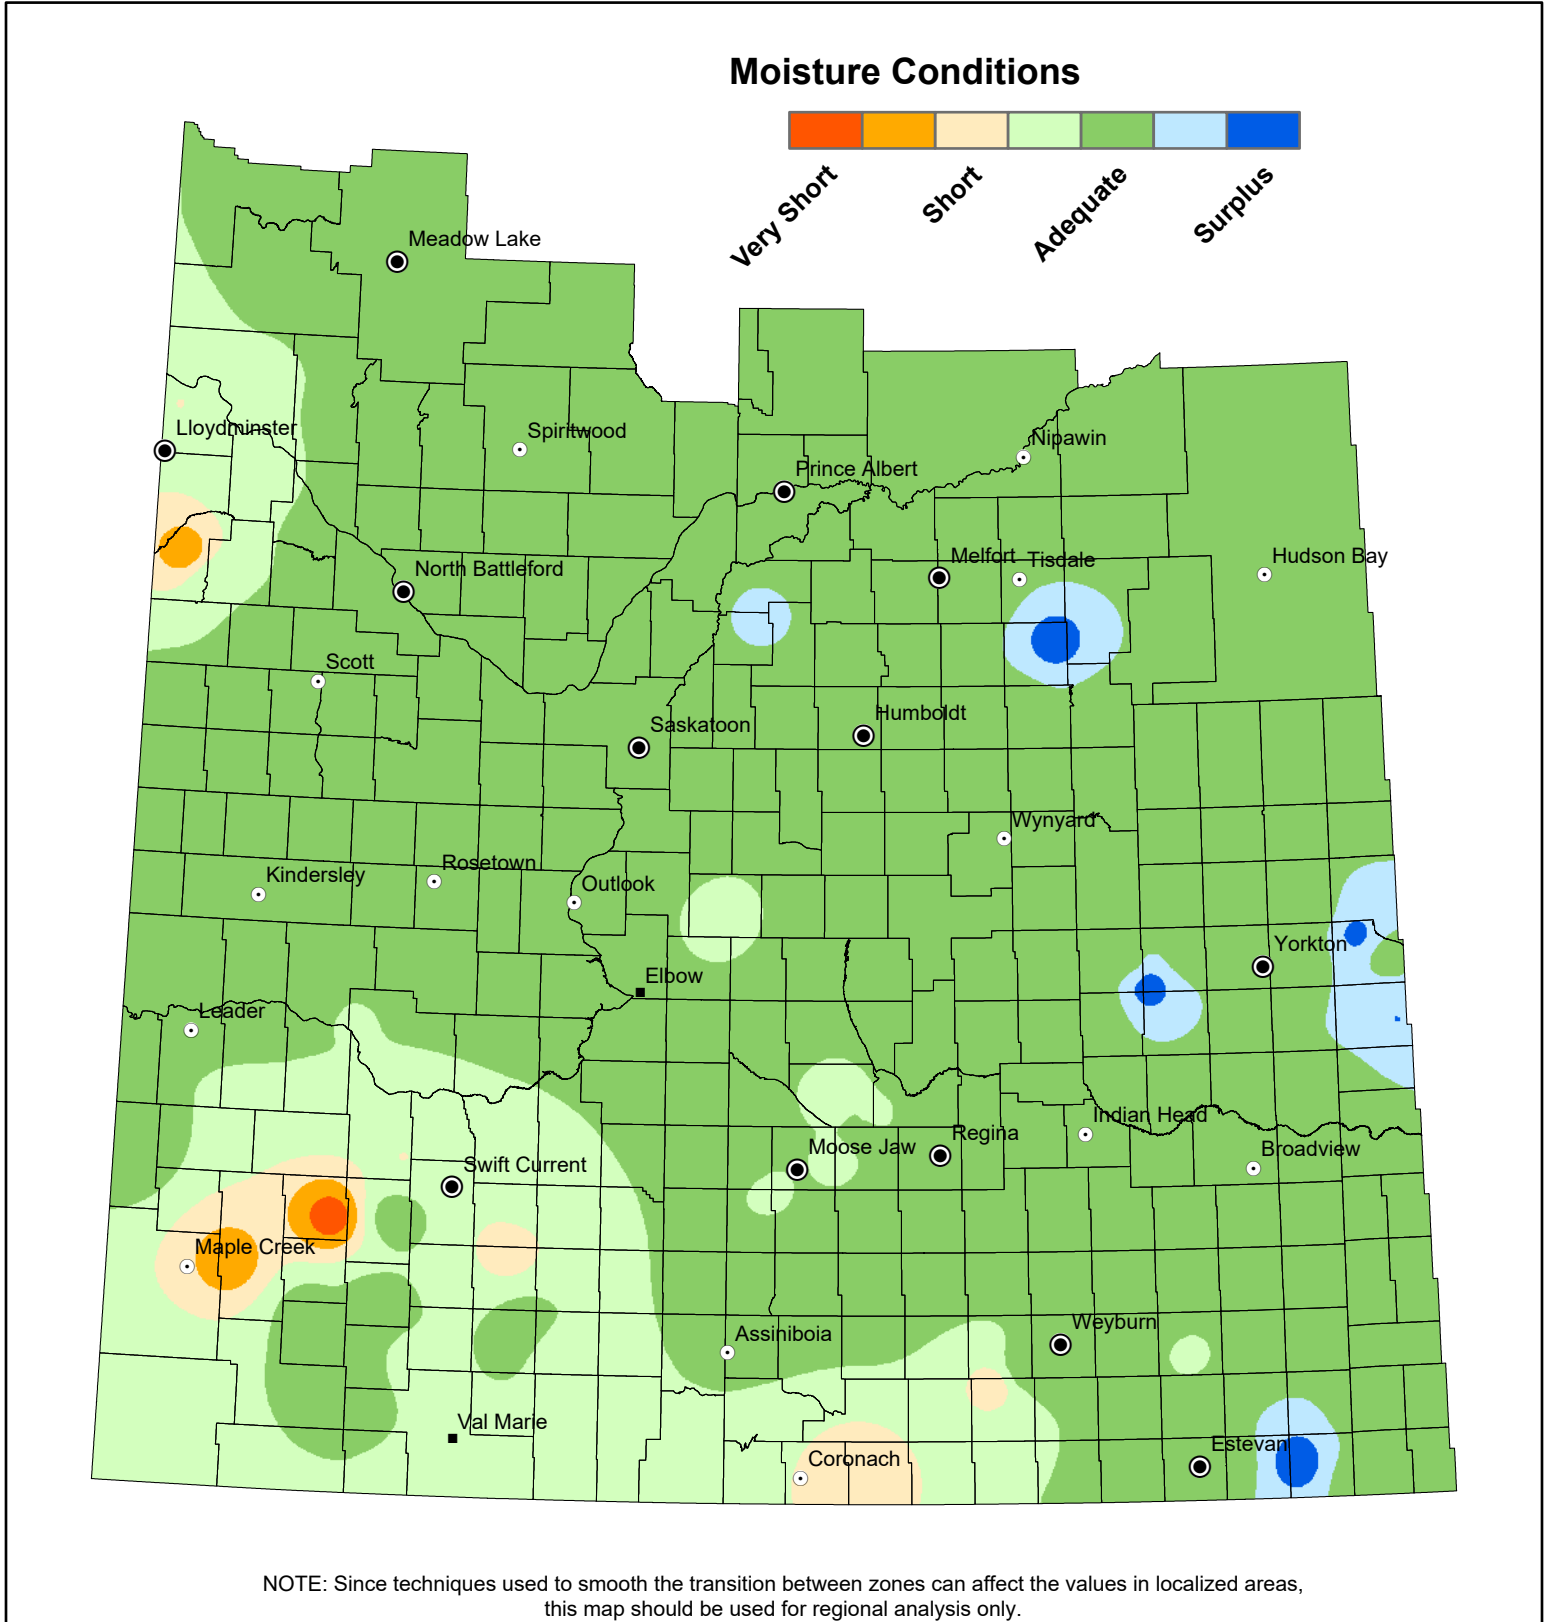 Moisture Conditions
Very Short
Short
Adequate
Surplus
Meadow Lake
Lloydminster
Spiritwood
Nipawin
Prince Albert
Melfort
Tisdale
Hudson Bay
North Battleford
Scott
Saskatoon
Humboldt
Wynyard
Kindersley
Rosetown
Outlook
Yorkton
Elbow
Leader
Indian Head
Regina
Moose Jaw
Broadview
Swift Current
Maple Creek
Assiniboia
Weyburn
Val Marie
Estevan
Coronach
NOTE: Since techniques used to smooth the transition between zones can affect the values in localized areas,
this map should be used for regional analysis only.